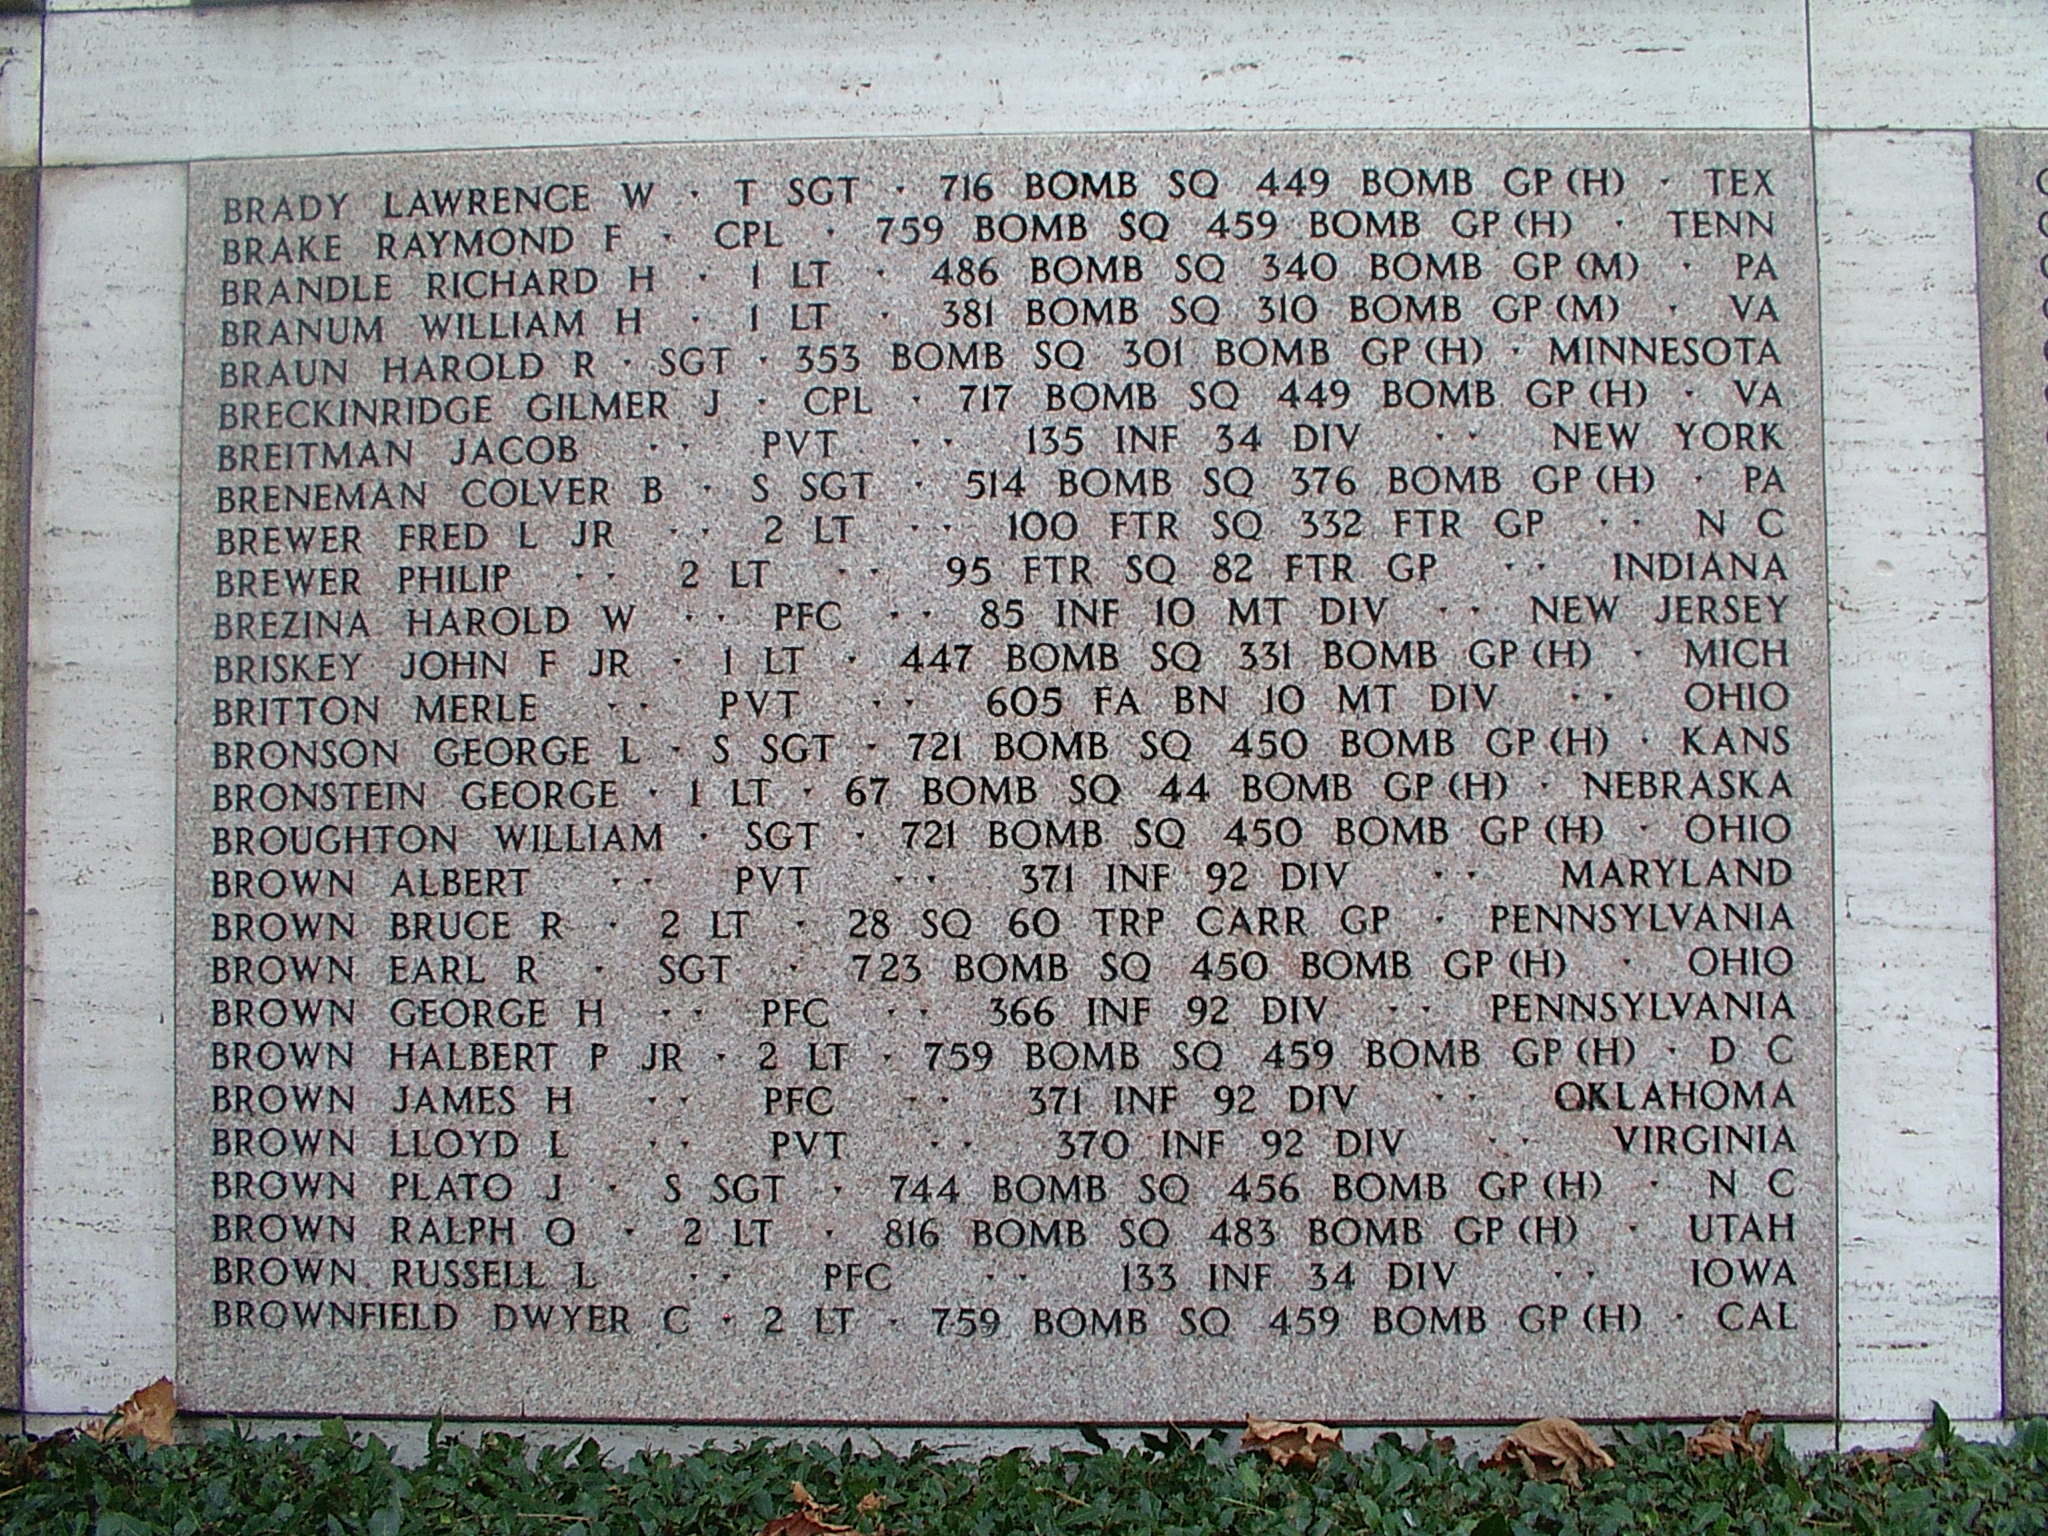 BRADY LAWRENCE W · T SGT · 716 BOMB SQ 449 BOMB GP (H) · TEX
BRAKE RAYMOND F · CPL · 759 BOMB SQ 459 BOMB GP (H) · TENN
BRANDLE RICHARD H · 1 LT · 486 BOMB SQ 340 BOMB GP (M) · PA
BRANUM WILLIAM H · 1 LT · 381 BOMB SQ 310 BOMB GP (M) · VA
BRAUN HAROLD R · SGT · 353 BOMB SQ 301 BOMB GP (H) · MINNESOTA
BRECKINRIDGE GILMER J · CPL · 717 BOMB SQ 449 BOMB GP (H) · VA
BREITMAN JACOB · · PVT · · 135 INF 34 DIV · · NEW YORK
BRENEMAN COLVER B · S SGT · 514 BOMB SQ 376 BOMB GP (H) · PA
BREWER FRED L JR · · 2 LT · · 100 FTR SQ 332 FTR GP · · N C
BREWER PHILIP · · 2 LT · · 95 FTR SQ 82 FTR GP · · INDIANA
BREZINA HAROLD W · · PFC · · 85 INF 10 MT DIV · · NEW JERSEY
BRISKEY JOHN F JR · 1 LT · 447 BOMB SQ 331 BOMB GP (H) · MICH
BRITTON MERLE · · PVT · · 605 FA BN 10 MT DIV · · OHIO
BRONSON GEORGE L · S SGT · 721 BOMB SQ 450 BOMB GP (H) · KANS
BRONSTEIN GEORGE · 1 LT · 67 BOMB SQ 44 BOMB GP (H) · NEBRASKA
BROUGHTON WILLIAM · SGT · 721 BOMB SQ 450 BOMB GP (H) · OHIO
BROWN ALBERT · · PVT · · 371 INF 92 DIV · · MARYLAND
BROWN BRUCE R · 2 LT · 28 SQ 60 TRP CARR GP · PENNSYLVANIA
BROWN EARL R · SGT · 723 BOMB SQ 450 BOMB GP (H) · OHIO
BROWN GEORGE H · · PFC · · 366 INF 92 DIV · · PENNSYLVANIA
BROWN HALBERT P JR · 2 LT · 759 BOMB SQ 459 BOMB GP (H) · D C
BROWN JAMES H · · PFC · · 371 INF 92 DIV · · OKLAHOMA
BROWN LLOYD L · · PVT · · 370 INF 92 DIV · · VIRGINIA
BROWN PLATO J · S SGT · 744 BOMB SQ 456 BOMB GP (H) · N C
BROWN RALPH O · 2 LT · 816 BOMB SQ 483 BOMB GP (H) · UTAH
BROWN RUSSELL L · · PFC · · 133 INF 34 DIV · · IOWA
BROWNFIELD DWYER C · 2 LT · 759 BOMB SQ 459 BOMB GP (H) · CAL